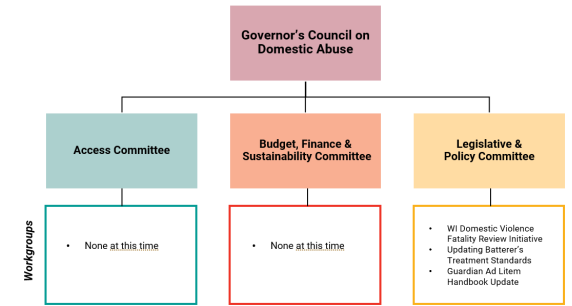 Governor's Council on
Domestic Abuse
Access Committee
Budget, Finance &
Sustainability Committee
Legislative &
Policy Committee
Workgroups
• None at this time
• None at this time
• WI Domestic Violence
Fatality Review Initiative
• Updating Batterer's
Treatment Standards
• Guardian Ad Litem
Handbook Update